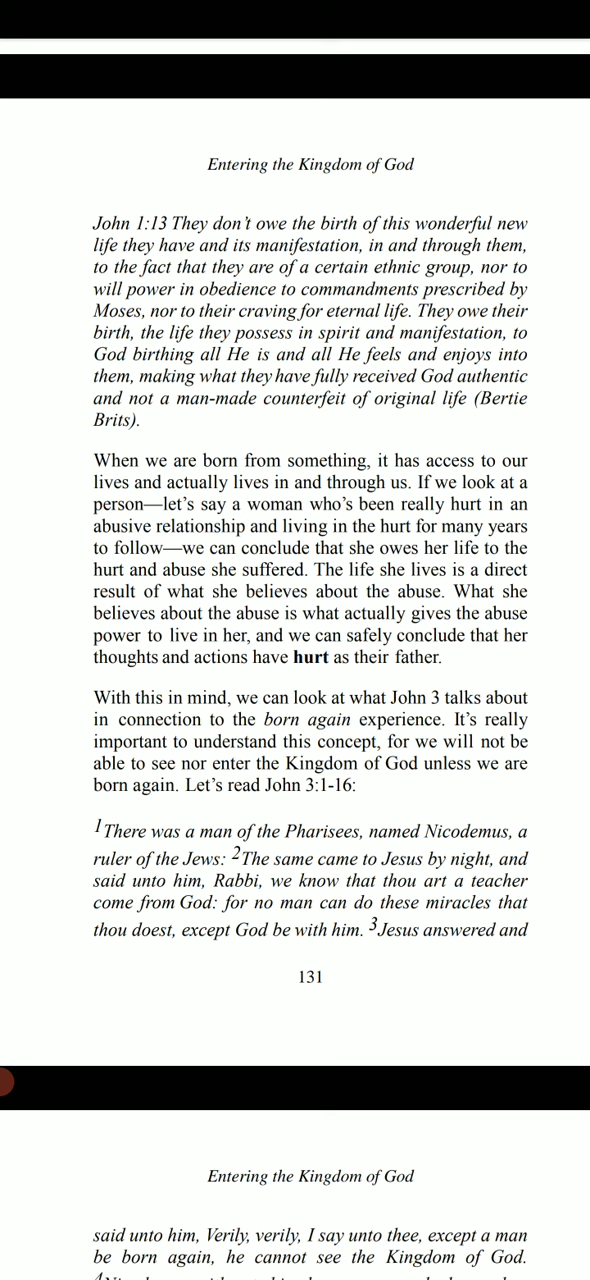 Entering the Kingdom of God
John 1:13 They don't owe the birth of this wonderful new
life they have and its manifestation, in and through them,
to the fact that they are of a certain ethnic group, nor to
will power in obedience to commandments prescribed by
Moses, nor to their craving for eternal life. They owe their
birth, the life they possess in spirit and manifestation, to
God birthing all He is and all He feels and enjoys into
them, making what they have fully received God authentic
and not a man-made counterfeit of original life (Bertie
Brits).
When we are born from something, it has access to our
lives and actually lives in and through us. If we look at a
person—let's say a woman who's been really hurt in an
abusive relationship and living in the hurt for many years
to follow—we can conclude that she owes her life to the
hurt and abuse she suffered. The life she lives is a direct
result of what she believes about the abuse. What she
believes about the abuse is what actually gives the abuse
power to live in her, and we can safely conclude that her
thoughts and actions have hurt as their father.
With this in mind, we can look at what John 3 talks about
in connection to the born again experience. It's really
important to understand this concept, for we will not be
able to see nor enter the Kingdom of God unless we are
born again. Let's read John 3:1-16:
1There was a man of the Pharisees, named Nicodemus, a
ruler of the Jews: 2The same came to Jesus by night, and
said unto him, Rabbi, we know that thou art a teacher
come from God: for no man can do these miracles that
thou doest, except God be with him. 3Jesus answered and
131
Entering the Kingdom of God
said unto him, Verily, verily, I say unto thee, except a man
be born again, he cannot see the Kingdom of God.